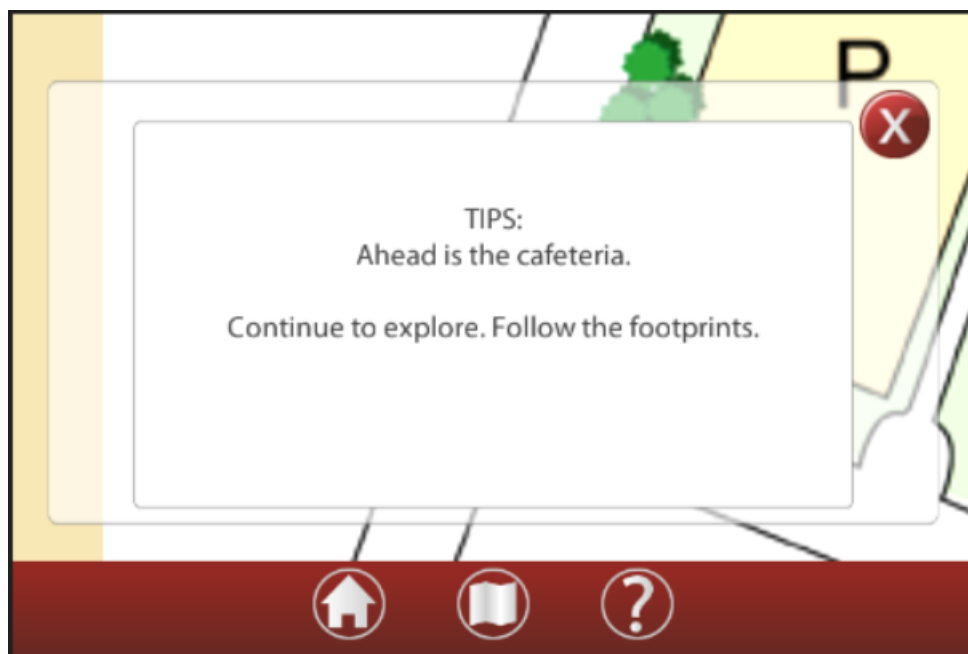 P
X
TIPS:
Ahead is the cafeteria.
Continue to explore. Follow the footprints.
?